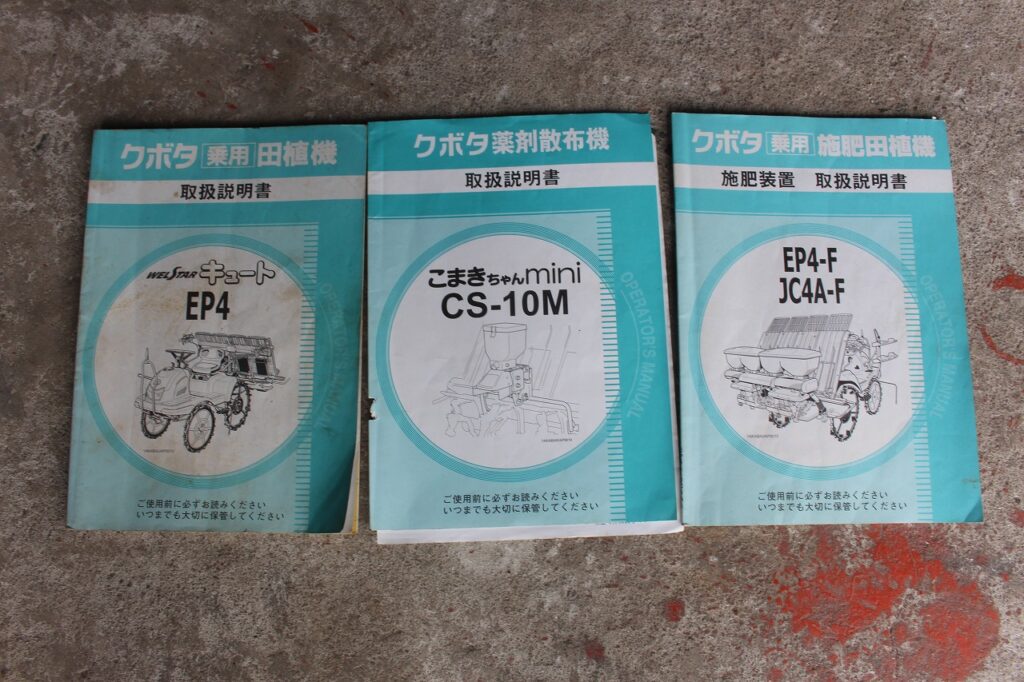 クボタ 乗用 田植機
取扱説明書
WELSTAR キュート
EP4
OPERATOR'S MANUAL
ご使用前に必ずお読みください
いつまでも大切に保管してください
クボタ薬剤散布機
取扱説明書
こまきちゃんmini
CS-10M
OPERATOR'S MANUAL
ご使用前に必ずお読みください
いつまでも大切に保管してください
クボタ 乗用 施肥田植機
施肥装置 取扱説明書
EP4-F
JC4A-F
OPERATOR'S MANUAL
ご使用前に必ずお読みください
いつまでも大切に保管してください